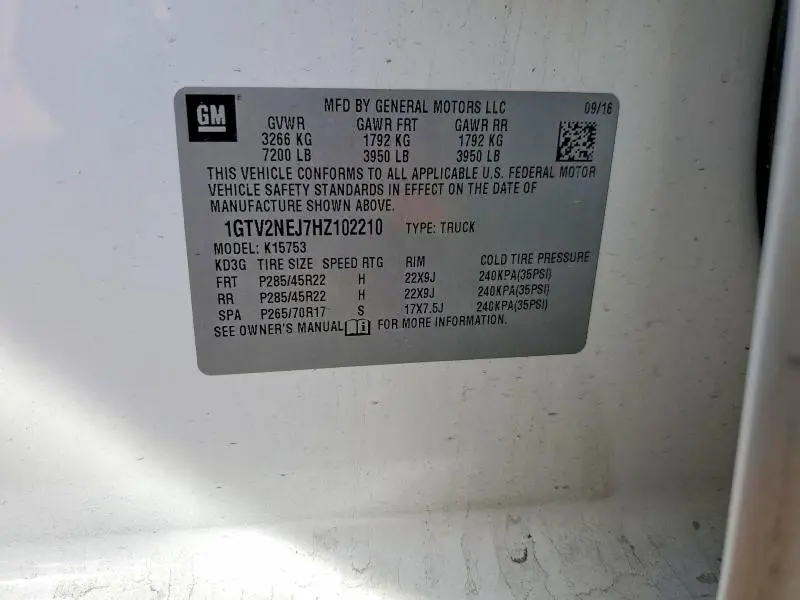 GM
MFD BY GENERAL MOTORS LLC 09/16
GVWR GAWR FRT GAWR RR
3266 KG 1792 KG 1792 KG
7200 LB 3950 LB 3950 LB
THIS VEHICLE CONFORMS TO ALL APPLICABLE U.S. FEDERAL MOTOR
VEHICLE SAFETY STANDARDS IN EFFECT ON THE DATE OF
MANUFACTURE SHOWN ABOVE.
1GTV2NEJ7HZ102210 TYPE: TRUCK
MODEL: K15753
KD3G TIRE SIZE SPEED RTG RIM COLD TIRE PRESSURE
FRT P285/45R22 H 22X9J 240KPA(35PSI)
RR P285/45R22 H 22X9J 240KPA(35PSI)
SPA P265/70R17 S 17X7.5J 240KPA(35PSI)
SEE OWNER'S MANUAL FOR MORE INFORMATION.